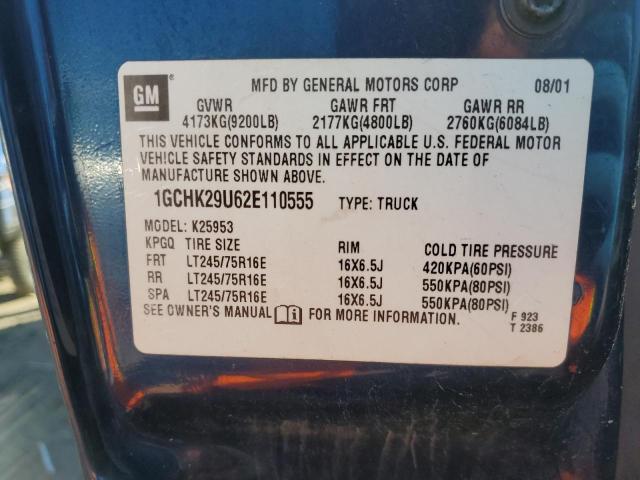 GM
MFD BY GENERAL MOTORS CORP 08/01
GVWR GAWR FRT GAWR RR
4173KG(9200LB) 2177KG(4800LB) 2760KG(6084LB)
THIS VEHICLE CONFORMS TO ALL APPLICABLE U.S. FEDERAL MOTOR
VEHICLE SAFETY STANDARDS IN EFFECT ON THE DATE OF
MANUFACTURE SHOWN ABOVE.
1GCHK29U62E110555 TYPE: TRUCK
MODEL: K25953
KPGQ TIRE SIZE RIM COLD TIRE PRESSURE
FRT LT245/75R16E 16X6.5J 420KPA(60PSI)
RR LT245/75R16E 16X6.5J 550KPA(80PSI)
SPA LT245/75R16E 16X6.5J 550KPA(80PSI)
SEE OWNER'S MANUAL FOR MORE INFORMATION.
F 923
T 2386